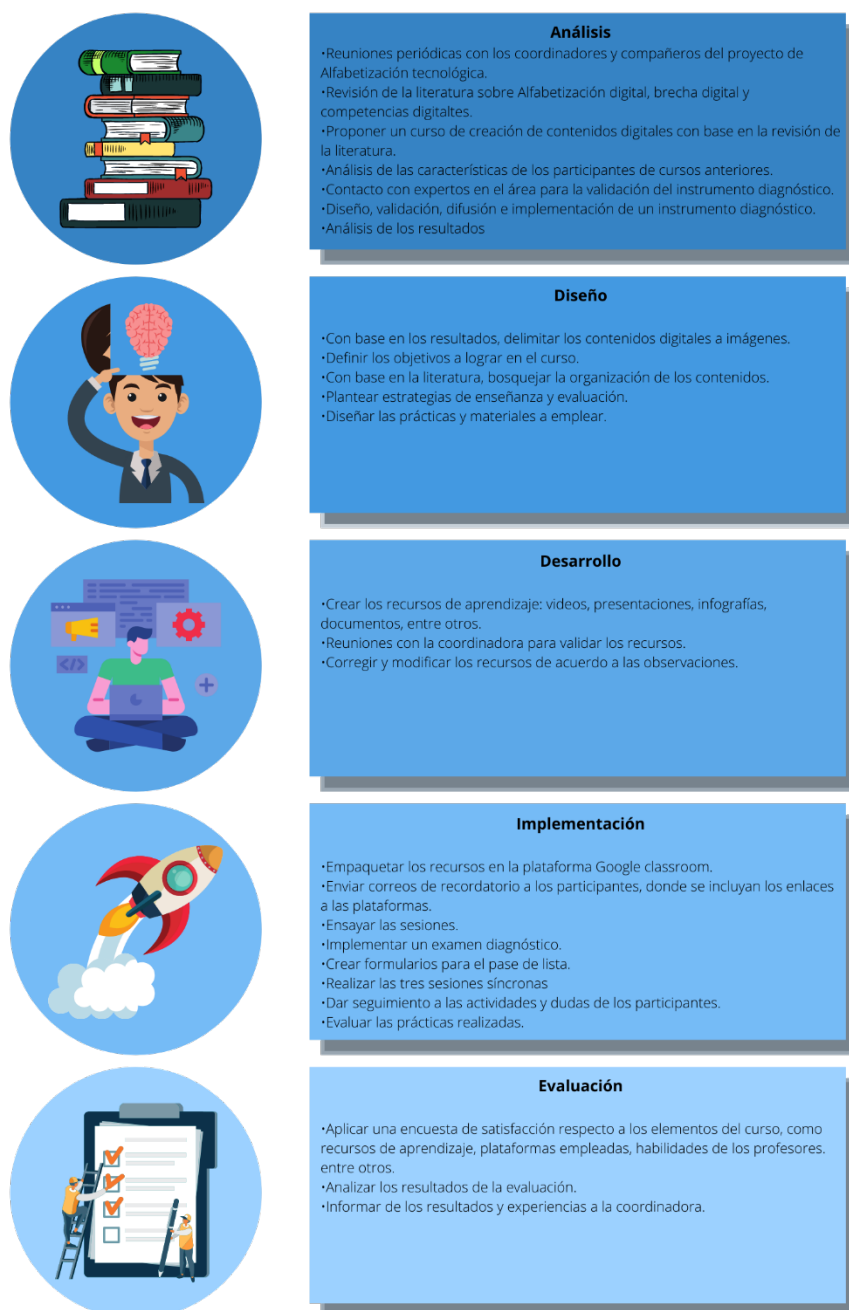 Análisis
•Reuniones periódicas con los coordinadores y compañeros del proyecto de
Alfabetización tecnológica.
•Revisión de la literatura sobre Alfabetización digital, brecha digital y
competencias digitaltes.
•Proponer un curso de creación de contenidos digitales con base en la revisión de
la literatura.
•Análisis de las características de los participantes de cursos anteriores.
•Contacto con expertos en el área para la validación del instrumento diagnóstico.
•Diseño, validación, difusión e implementación de un instrumento diagnóstico.
•Análisis de los resultados
Diseño
•Con base en los resultados, delimitar los contenidos digitales a imágenes.
•Definir los objetivos a lograr en el curso.
•Con base en la literatura, bosquejar la organización de los contenidos.
•Plantear estrategias de enseñanza y evaluación.
•Diseñar las prácticas y materiales a emplear.
Desarrollo
•Crear los recursos de aprendizaje: videos, presentaciones, infografías,
documentos, entre otros.
•Reuniones con la coordinadora para validar los recursos.
•Corregir y modificar los recursos de acuerdo a las observaciones.
Implementación
•Empaquetar los recursos en la plataforma Google classroom.
•Enviar correos de recordatorio a los participantes, donde se incluyan los enlaces
a las plataformas.
•Ensayar las sesiones.
•Implementar un examen diagnóstico.
•Crear formularios para el pase de lista.
•Realizar las tres sesiones síncronas
•Dar seguimiento a las actividades y dudas de los participantes.
•Evaluar las prácticas realizadas.
Evaluación
•Aplicar una encuesta de satisfacción respecto a los elementos del curso, como
recursos de aprendizaje, plataformas empleadas, habilidades de los profesores.
entre otros.
•Analizar los resultados de la evaluación.
•Informar de los resultados y experiencias a la coordinadora.